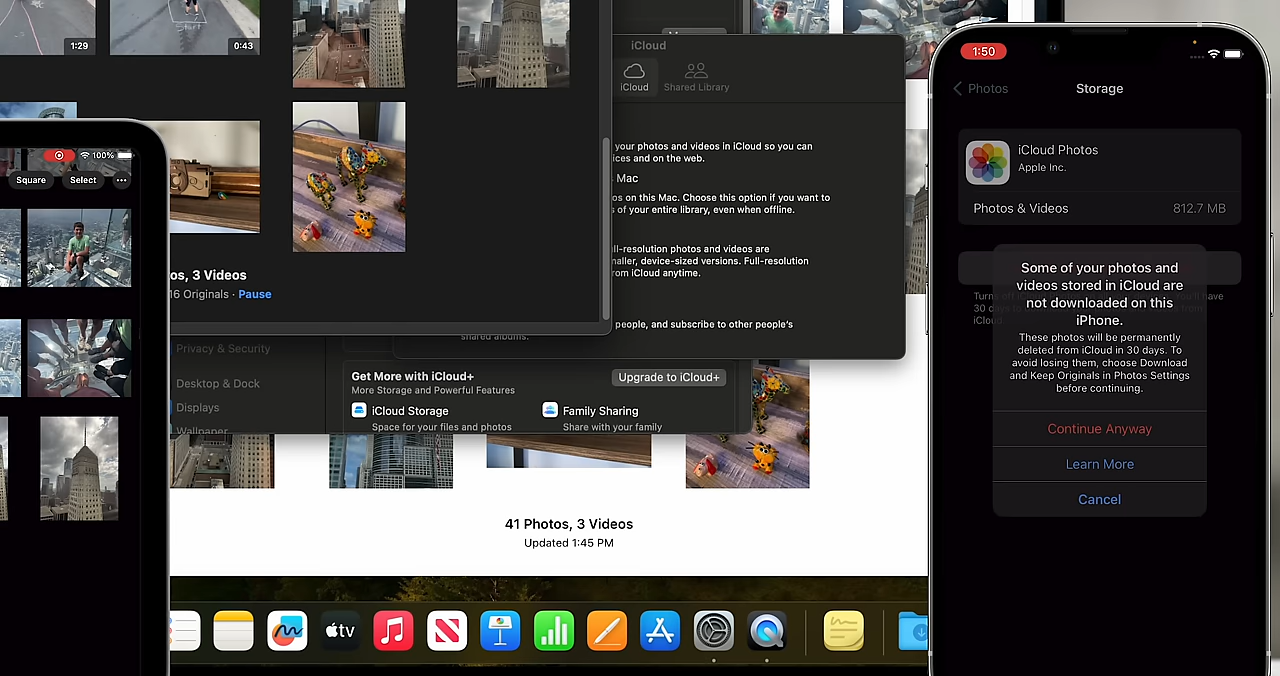 1:29
0:43
100%
Square
Select
os, 3 Videos
16 Originals · Pause
iCloud
iCloud
Shared Library
your photos and videos in iCloud so you can
ices and on the web.
Mac
os on this Mac. Choose this option if you want to
s of your entire library, even when offline.
ll-resolution photos and videos are
naller, device-sized versions. Full-resolution
rom iCloud anytime.
people, and subscribe to other people's
shared albums.
Privacy & Security
Desktop & Dock
Displays
Wallpaper
Get More with iCloud+
More Storage and Powerful Features
Upgrade to iCloud+
iCloud Storage
Space for your files and photos
Family Sharing
Share with your family
41 Photos, 3 Videos
Updated 1:45 PM
tv
1:50
Photos
Storage
iCloud Photos
Apple Inc.
Photos & Videos
812.7 MB
Turn
have
30 d
iCloud
Some of your photos and
videos stored in iCloud are
not downloaded on this
iPhone.
These photos will be permanently
deleted from iCloud in 30 days. To
avoid losing them, choose Download
and Keep Originals in Photos Settings
before continuing.
Continue Anyway
Learn More
Cancel